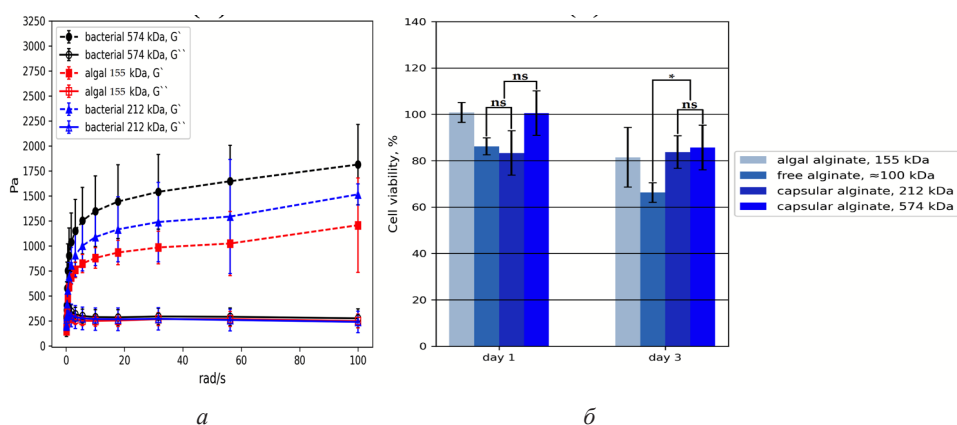 3250
3000
2750
2500
2250
2000
1750
1500
1250
1000
750
500
250
0
Pa
bacterial 574 kDa, G`
bacterial 574 kDa, G``
algal 155 kDa, G`
algal 155 kDa, G``
bacterial 212 kDa, G`
bacterial 212 kDa, G``
0 20 40 60 80 100
rad/s
а
140
120
100
80
60
40
20
0
Cell viability, %
ns
ns
*
ns
day 1 day 3
algal alginate, 155 kDa
free alginate, ≈100 kDa
capsular alginate, 212 kDa
capsular alginate, 574 kDa
б